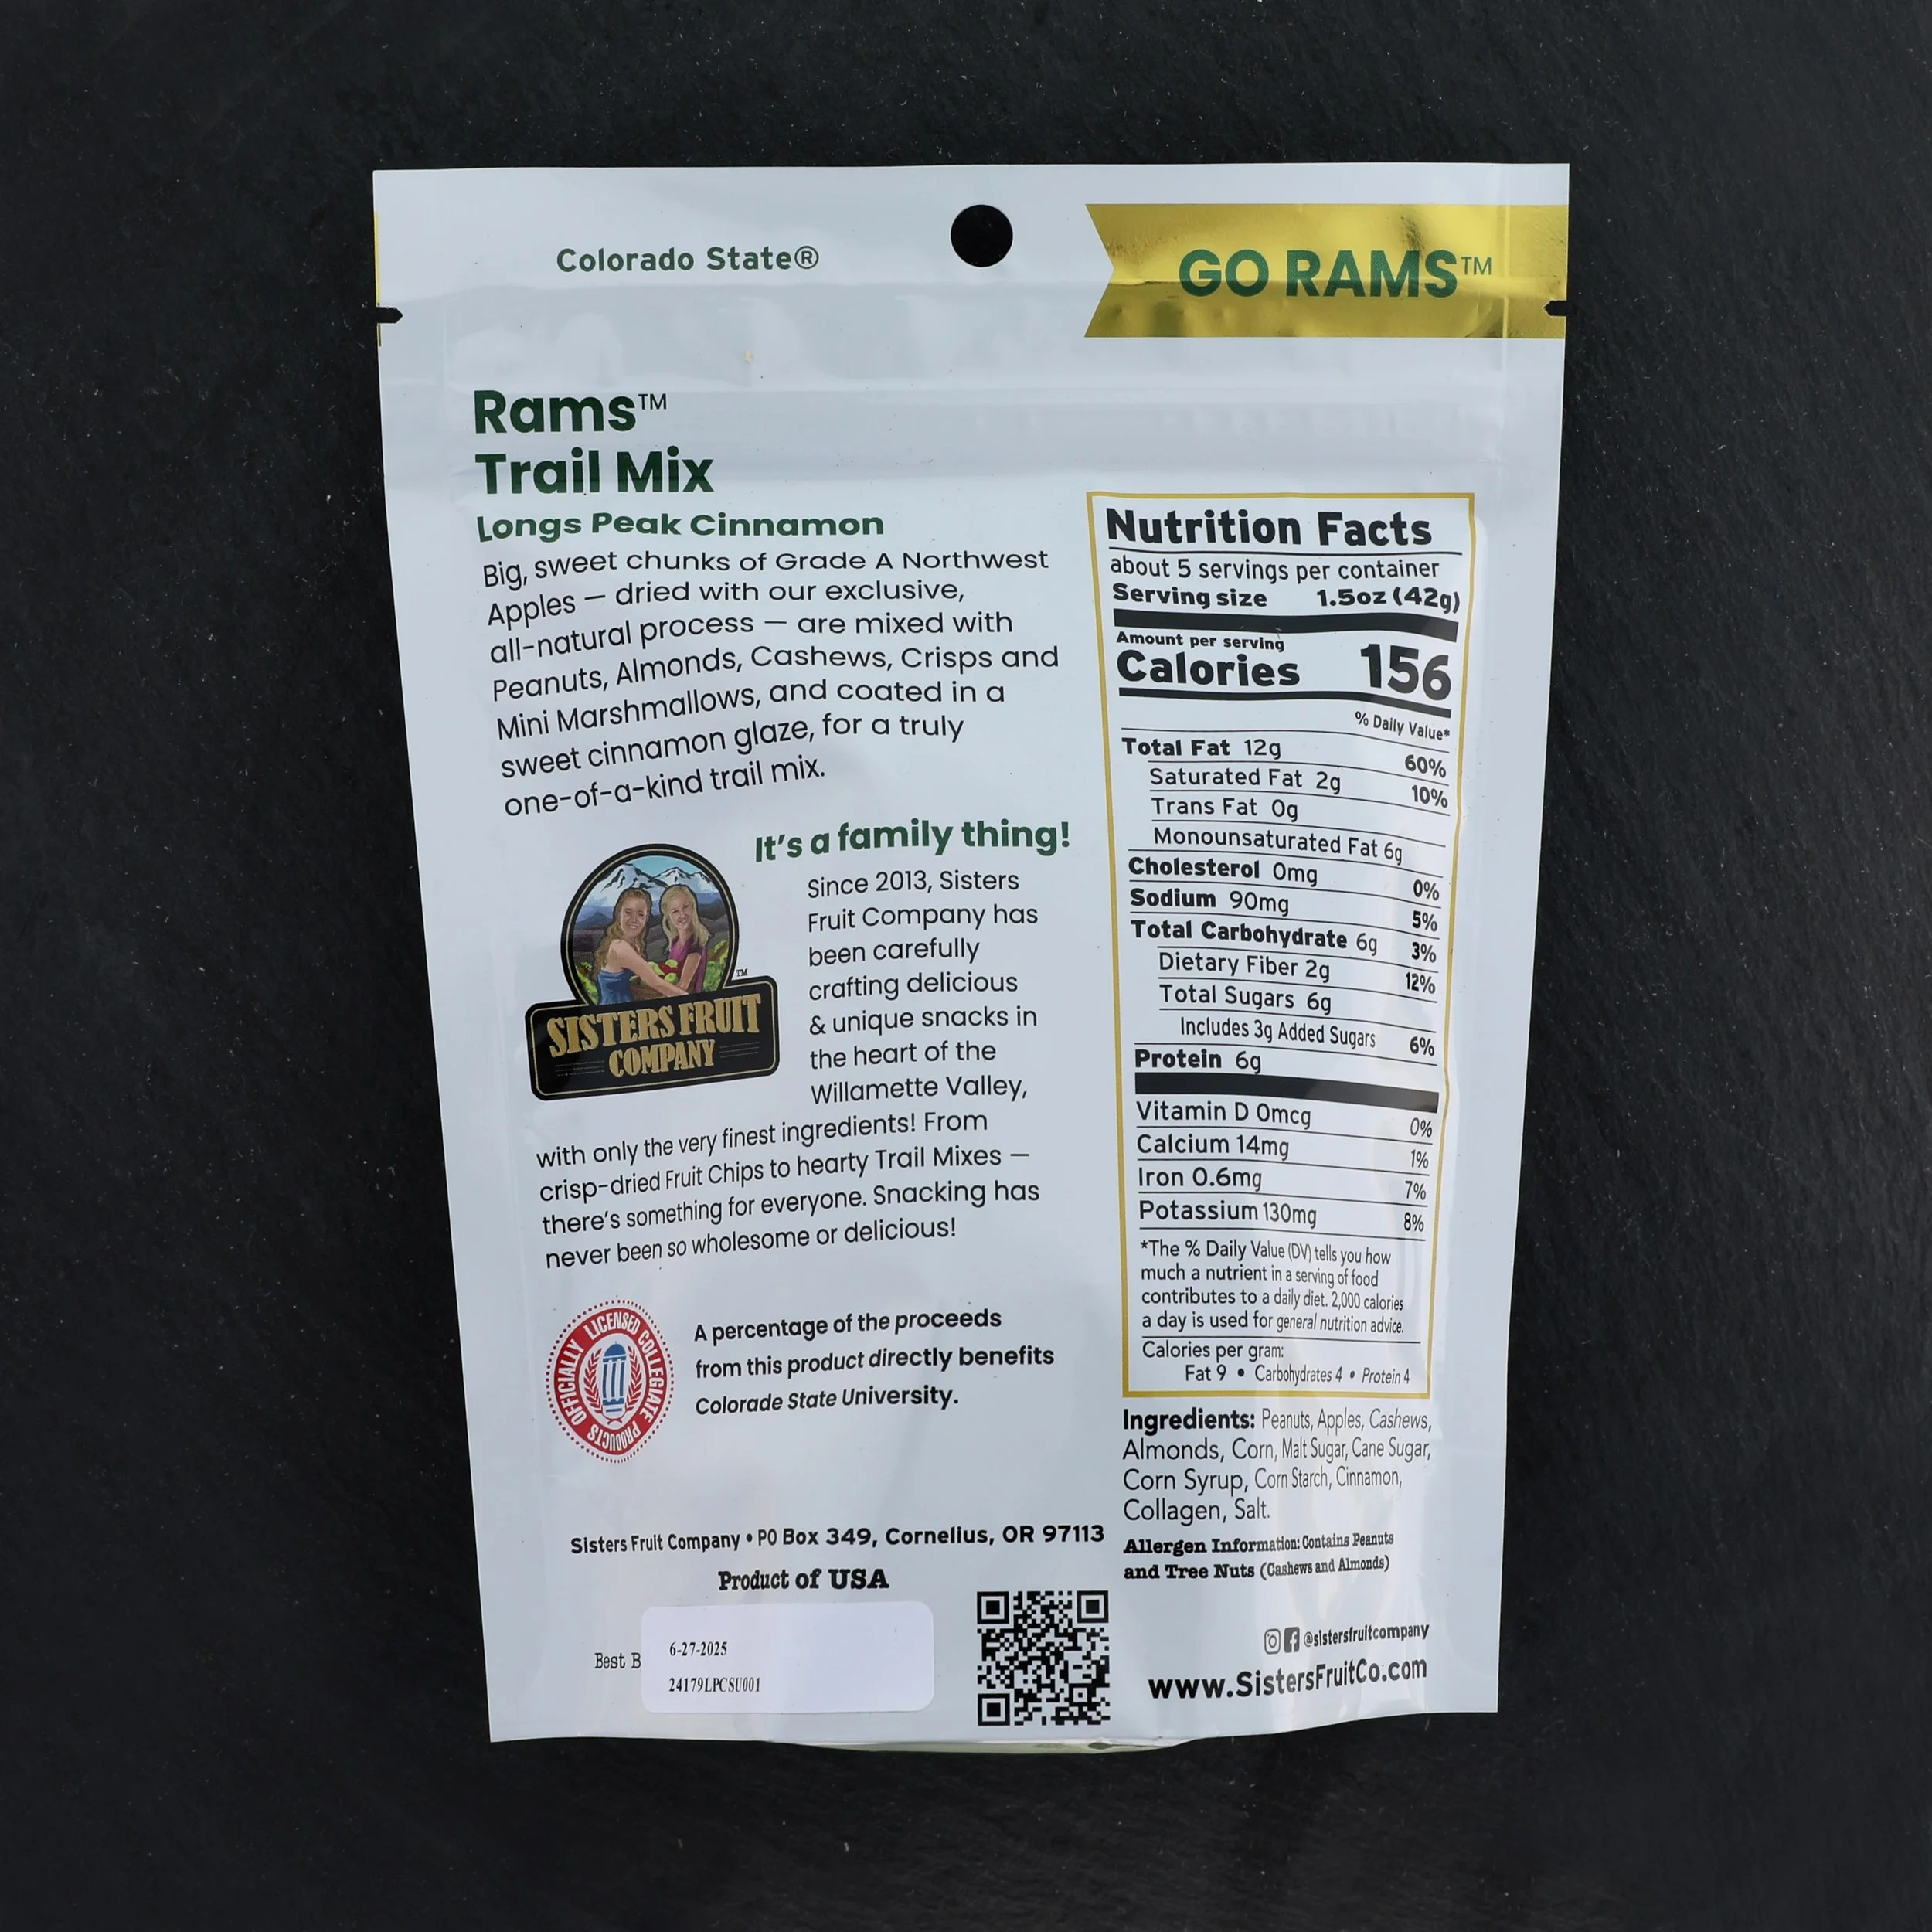 Colorado State®
GO RAMS™
Rams™
Trail Mix
Longs Peak Cinnamon
Big, sweet chunks of Grade A Northwest
Apples — dried with our exclusive,
all-natural process — are mixed with
Peanuts, Almonds, Cashews, Crisps and
Mini Marshmallows, and coated in a
sweet cinnamon glaze, for a truly
one-of-a-kind trail mix.
It's a family thing!
Since 2013, Sisters
Fruit Company has
been carefully
crafting delicious
& unique snacks in
the heart of the
Willamette Valley,
with only the very finest ingredients! From
crisp-dried Fruit Chips to hearty Trail Mixes —
there's something for everyone. Snacking has
never been so wholesome or delicious!
TM
SISTERS FRUIT
COMPANY
OFFICIALLY LICENSED COLLEGIATE PRODUCTS
A percentage of the proceeds
from this product directly benefits
Colorade State University.
Sisters Fruit Company • PO Box 349, Cornelius, OR 97113
Product of USA
Best B
6-27-2025
24179LPCSU001
Nutrition Facts
about 5 servings per container
Serving size 1.5oz (42g)
Amount per serving
Calories 156
% Daily Value*
Total Fat 12g 60%
Saturated Fat 2g 10%
Trans Fat 0g
Monounsaturated Fat 6g
Cholesterol 0mg 0%
Sodium 90mg 5%
Total Carbohydrate 6g 3%
Dietary Fiber 2g 12%
Total Sugars 6g
Includes 3g Added Sugars 6%
Protein 6g
Vitamin D 0mcg 0%
Calcium 14mg 1%
Iron 0.6mg 7%
Potassium 130mg 8%
*The % Daily Value (DV) tells you how
much a nutrient in a serving of food
contributes to a daily diet. 2,000 calories
a day is used for general nutrition advice.
Calories per gram:
Fat 9 • Carbohydrates 4 • Protein 4
Ingredients: Peanuts, Apples, Cashews,
Almonds, Corn, Malt Sugar, Cane Sugar,
Corn Syrup, Corn Starch, Cinnamon,
Collagen, Salt.
Allergen Information: Contains Peanuts
and Tree Nuts (Cashews and Almonds)
@sistersfruitcompany
www.SistersFruitCo.com